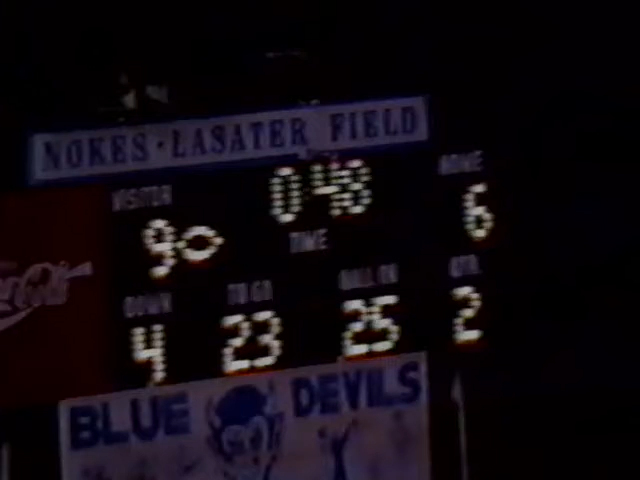 NOKES-LASATER FIELD
VISITOR 0:48 HOME
9 TIME 6
DOWN TO GO BALL ON QTR
4 23 25 2
BLUE DEVILS